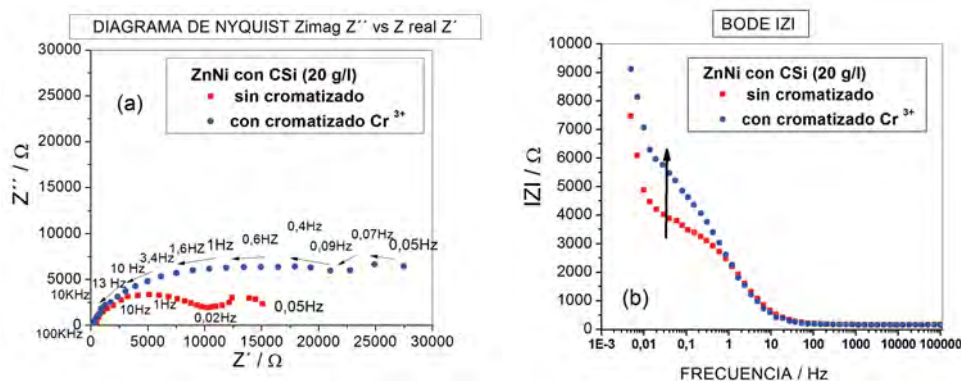 DIAGRAMA DE NYQUIST Zimag Z´´ vs Z real Z´
30000
25000
20000
15000
10000
5000
0
Z´´ / Ω
ZnNi con CSi (20 g/l)
sin cromatizado
con cromatizado Cr 3+
(a)
0,4Hz
0,6Hz
1Hz
1,6Hz
3,4Hz
10 Hz
13 Hz
10KHz
100KHz
0,09Hz
0,07Hz
0,05Hz
10Hz
1Hz
0,02Hz
0,05Hz
0 5000 10000 15000 20000 25000 30000
Z´ / Ω
BODE IZI
10000
9000
8000
7000
6000
5000
4000
3000
2000
1000
0
IZI / Ω
ZnNi con CSi (20 g/l)
sin cromatizado
con cromatizado Cr 3+
(b)
1E-3 0,01 0,1 1 10 100 1000 10000 100000
FRECUENCIA / Hz